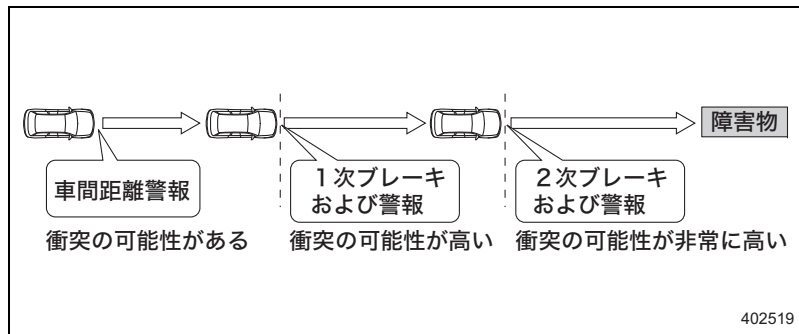 障害物
車間距離警報
１次ブレーキ
および警報
２次ブレーキ
および警報
衝突の可能性がある
衝突の可能性が高い
衝突の可能性が非常に高い
402519